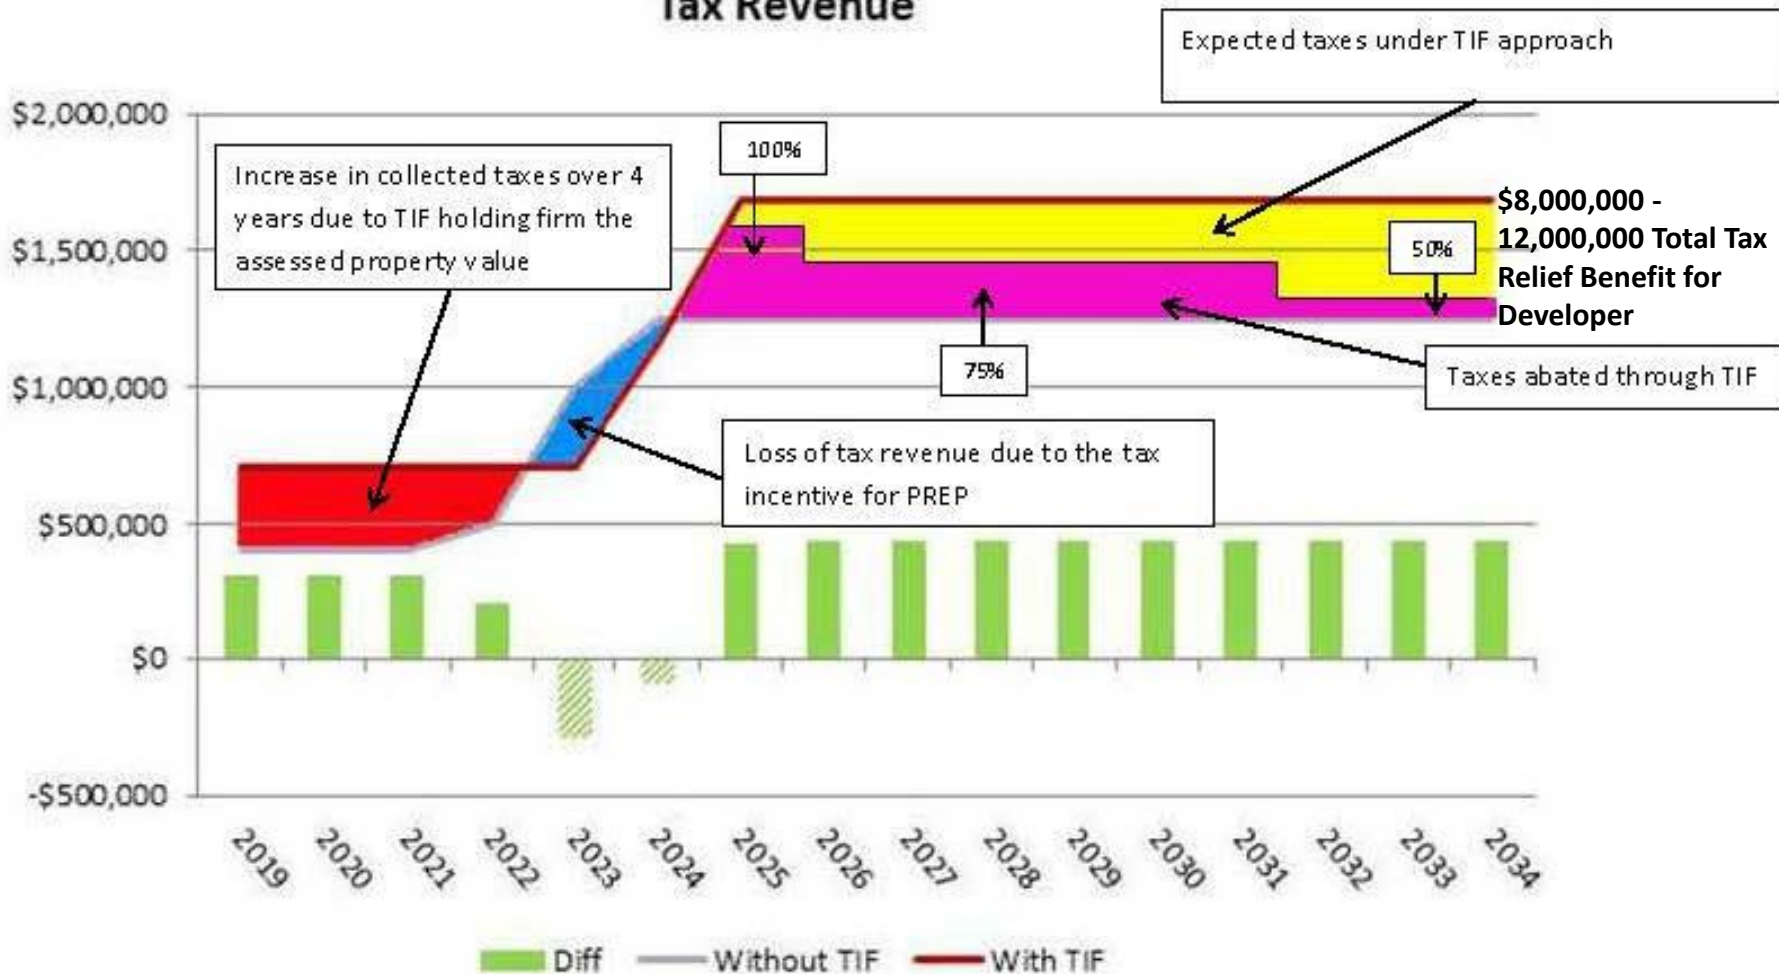 Tax Revenue
Expected taxes under TIF approach
$2,000,000
$1,500,000
$1,000,000
$500,000
$0
-$500,000
Increase in collected taxes over 4
years due to TIF holding firm the
assessed property value
100%
$8,000,000 -
12,000,000 Total Tax
Relief Benefit for
Developer
50%
75%
Taxes abated through TIF
Loss of tax revenue due to the tax
incentive for PREP
2019
2020
2021
2022
2023
2024
2025
2026
2027
2028
2029
2030
2031
2032
2033
2034
Diff
Without TIF
With TIF